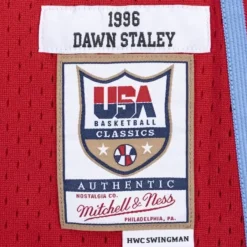 1996
DAWN STALEY
USA
BASKETBALL
CLASSICS
AUTHENTIC
NOSTALGIA CO.
Mitchell & Ness
PHILADELPHIA, PA.
HWC SWINGMAN